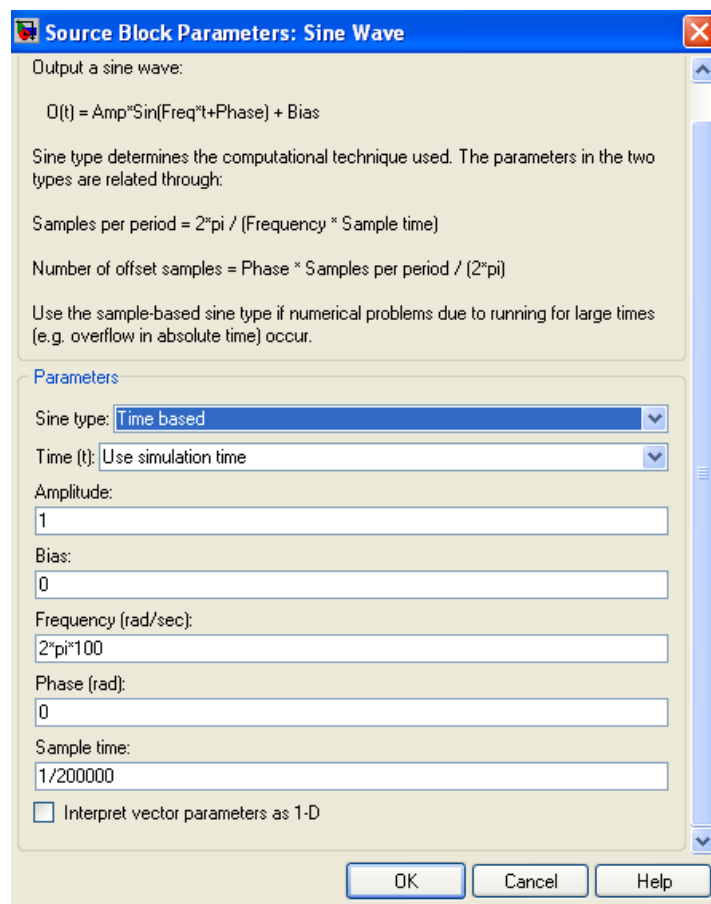 Source Block Parameters: Sine Wave
Output a sine wave:
O(t) = Amp*Sin(Freq*t+Phase) + Bias
Sine type determines the computational technique used. The parameters in the two
types are related through:
Samples per period = 2*pi / (Frequency * Sample time)
Number of offset samples = Phase * Samples per period / (2*pi)
Use the sample-based sine type if numerical problems due to running for large times
(e.g. overflow in absolute time) occur.
Parameters
Sine type: Time based
Time (t): Use simulation time
Amplitude:
1
Bias:
0
Frequency (rad/sec):
2*pi*100
Phase (rad):
0
Sample time:
1/200000
Interpret vector parameters as 1-D
OK Cancel Help